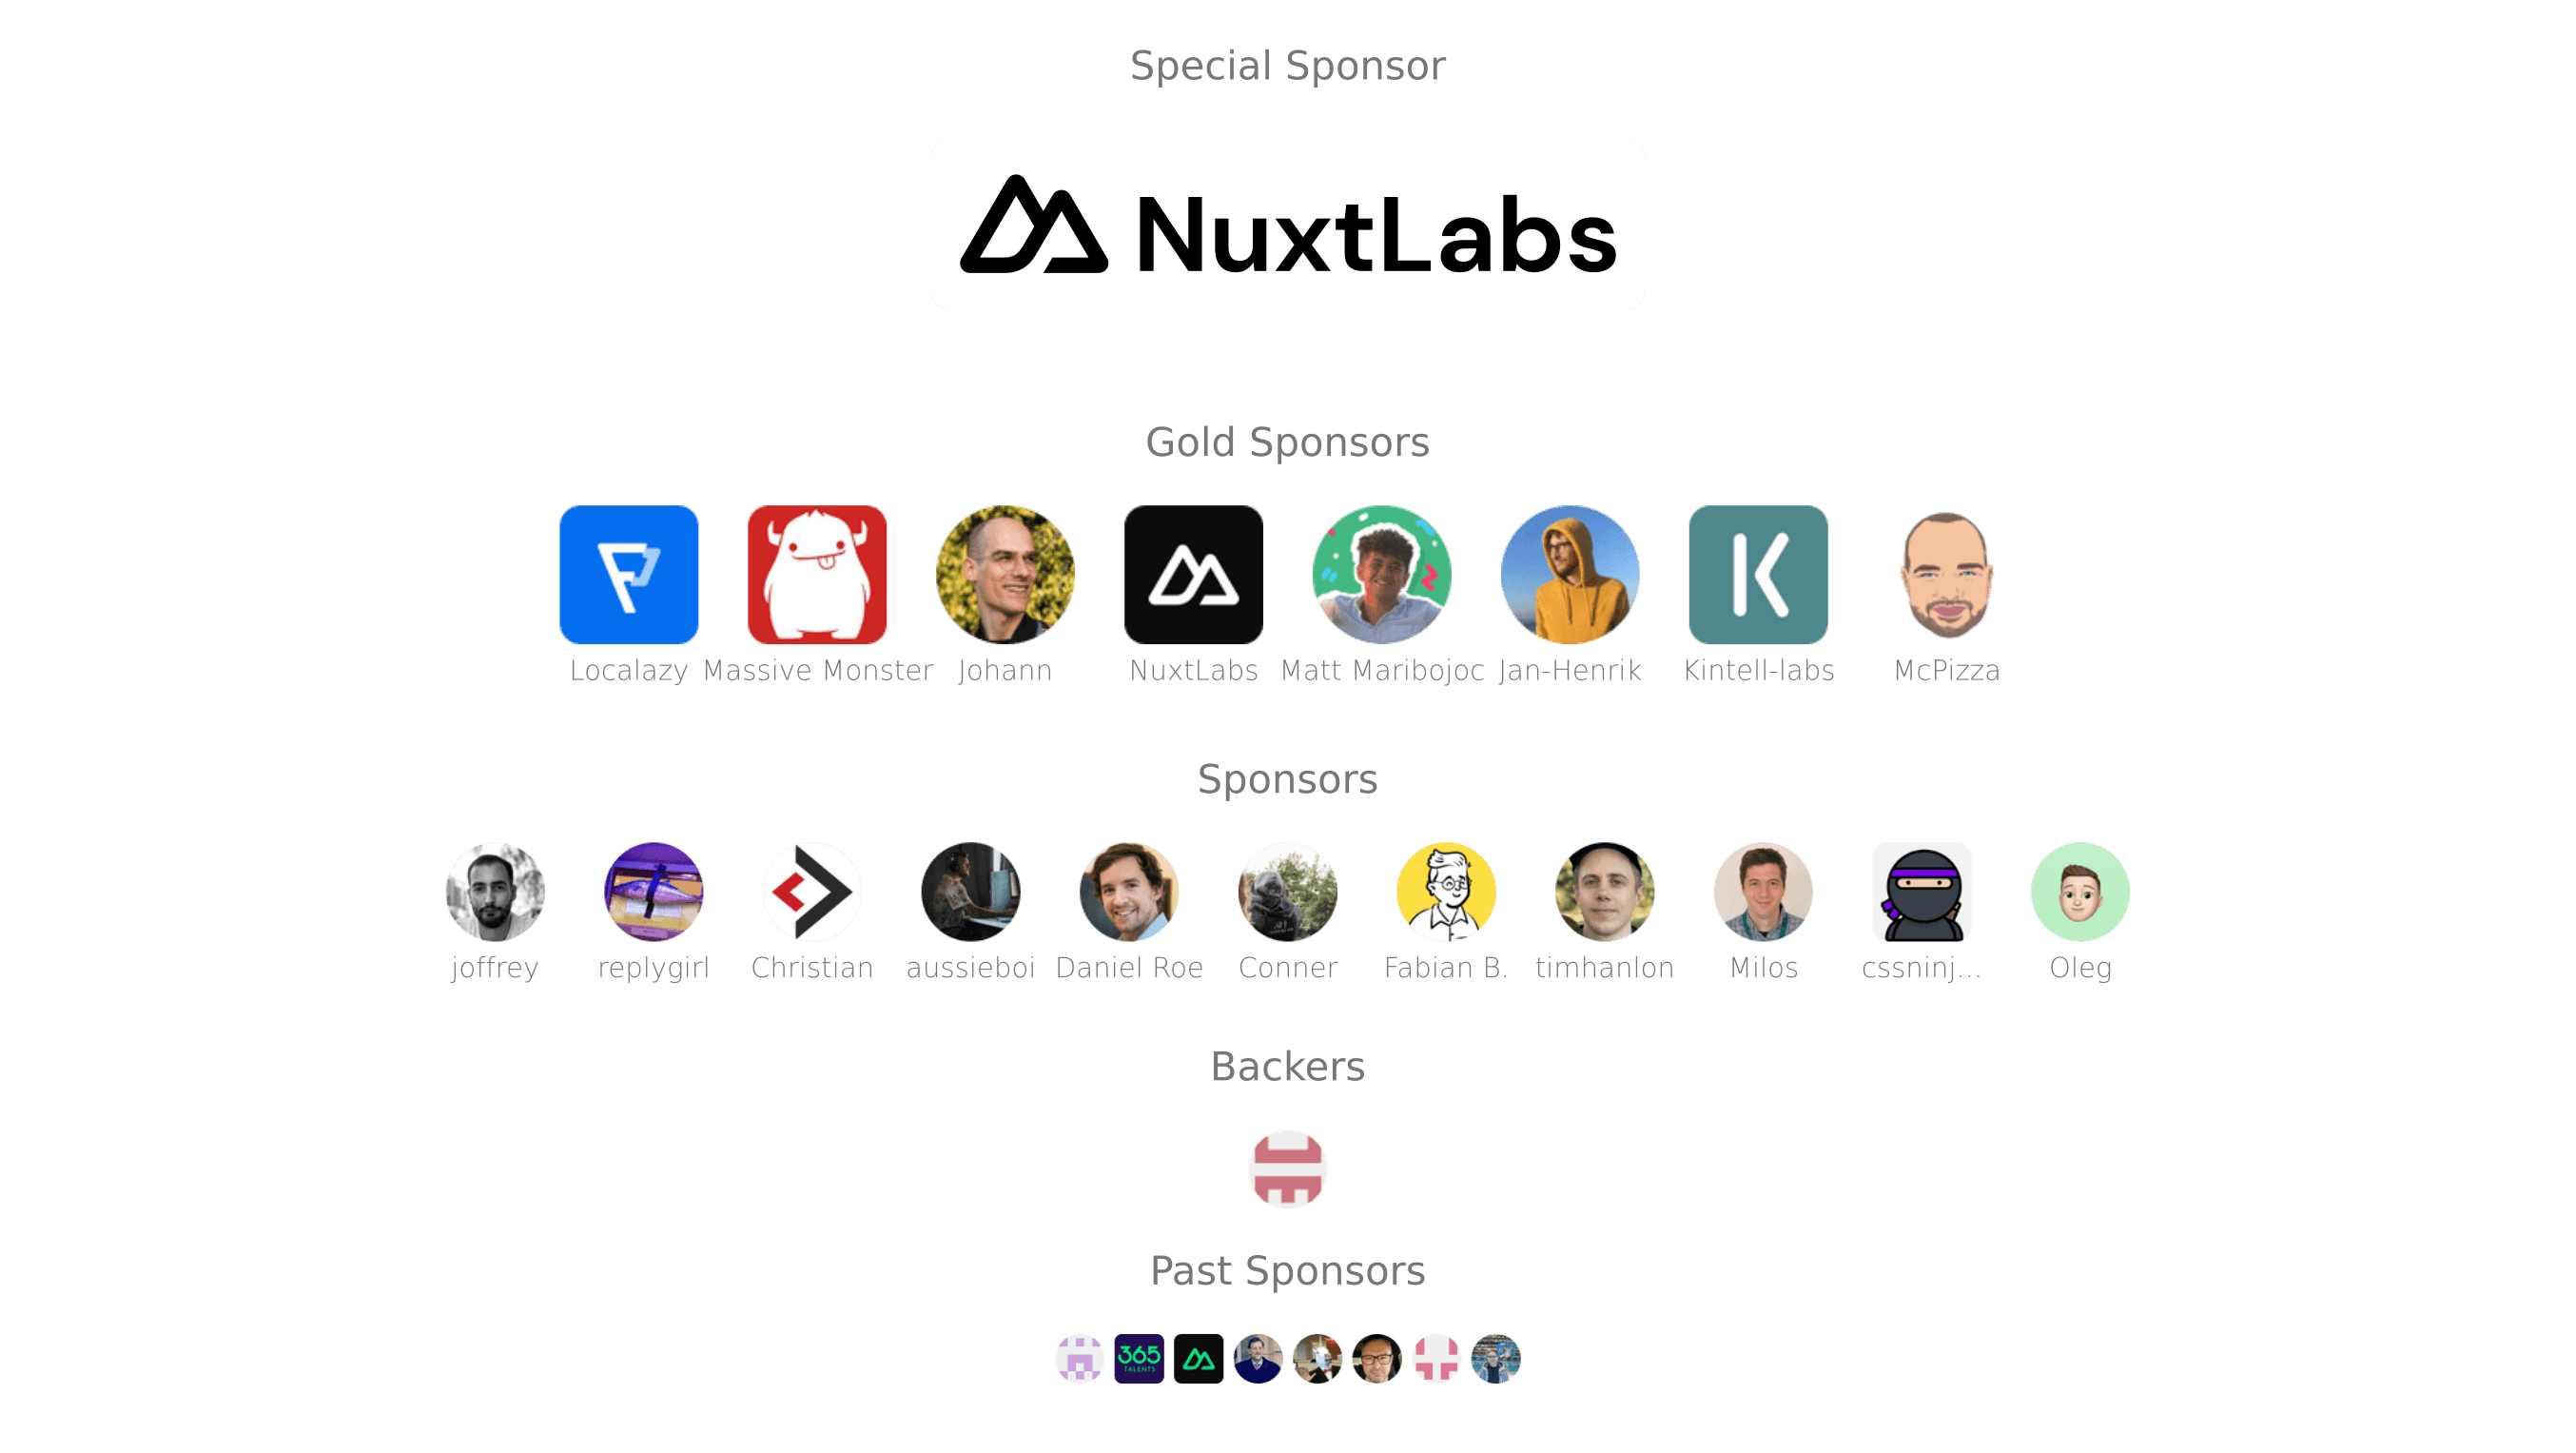 Special Sponsor
NuxtLabs
Gold Sponsors
Localazy Massive Monster Johann NuxtLabs Matt Maribojoc Jan-Henrik Kintell-labs McPizza
Sponsors
joffrey replygirl Christian aussieboi Daniel Roe Conner Fabian B. timhanlon Milos cssninj... Oleg
Backers
Past Sponsors
365
TALENTS